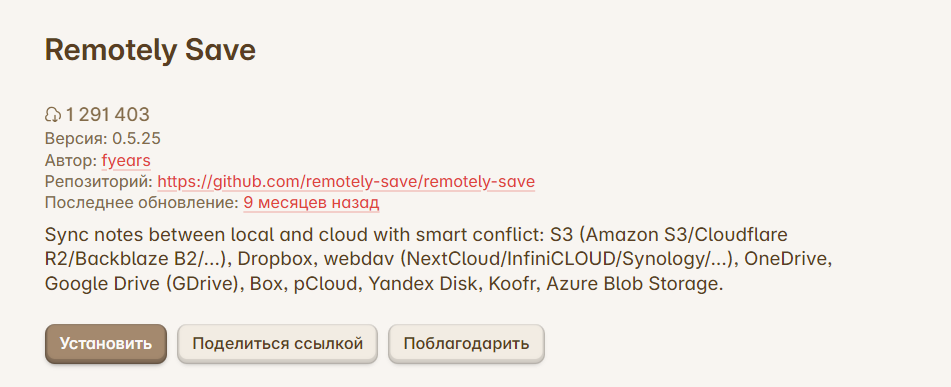 Remotely Save
1 291 403
Версия: 0.5.25
Автор: fyears
Репозиторий: https://github.com/remotely-save/remotely-save
Последнее обновление: 9 месяцев назад
Sync notes between local and cloud with smart conflict: S3 (Amazon S3/Cloudflare
R2/Backblaze B2/...), Dropbox, webdav (NextCloud/InfiniCLOUD/Synology/...), OneDrive,
Google Drive (GDrive), Box, pCloud, Yandex Disk, Koofr, Azure Blob Storage.
Установить Поделиться ссылкой Поблагодарить